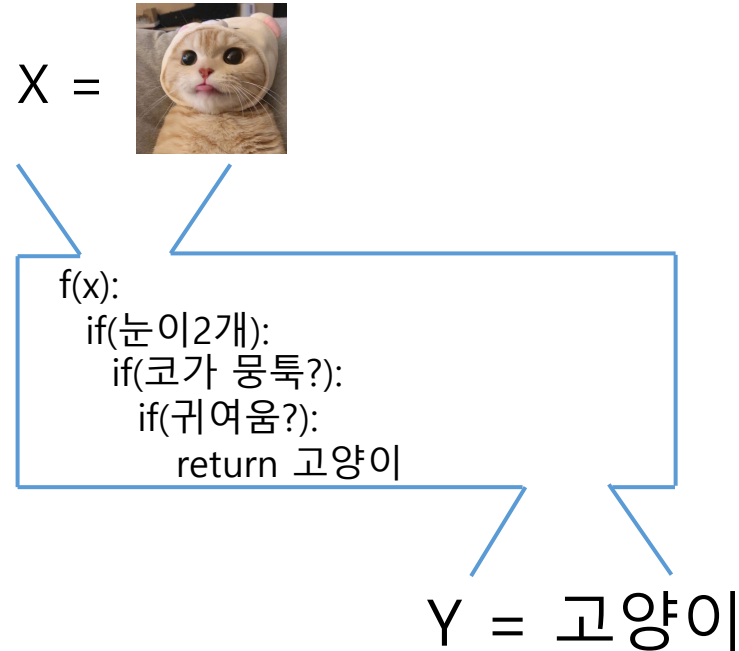 X =
f(x):
if(눈이2개):
if(코가 뭉툭?):
if(귀여움?):
return 고양이
Y = 고양이